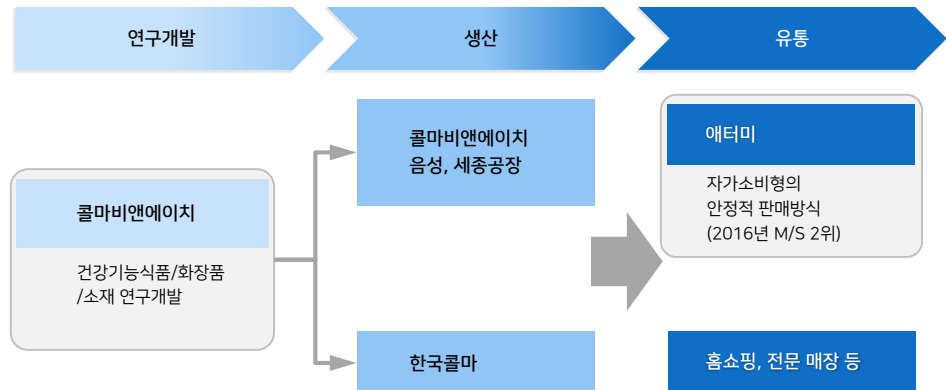 연구개발
생산
유통
콜마비앤에이치
건강기능식품/화장품
/소재 연구개발
콜마비앤에이치
음성, 세종공장
한국콜마
애터미
자가소비형의
안정적 판매방식
(2016년 M/S 2위)
홈쇼핑, 전문 매장 등